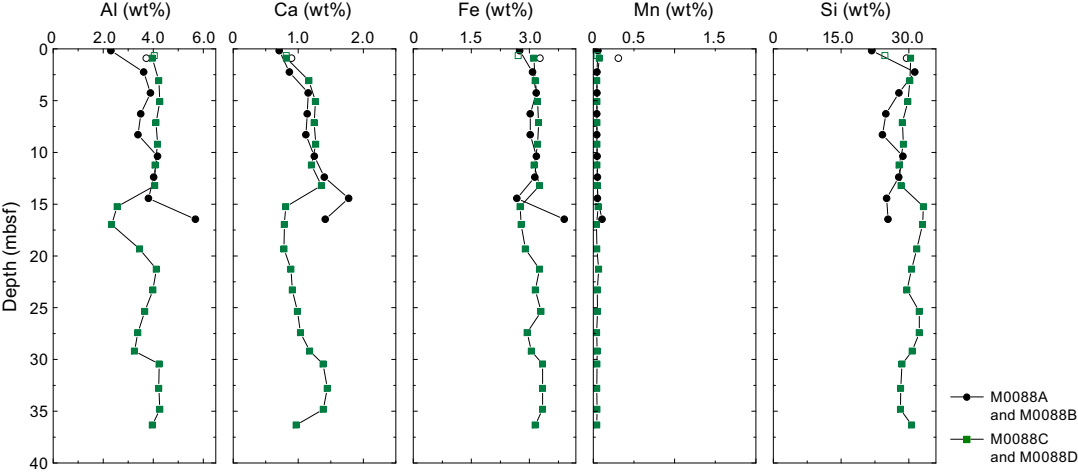 Al (wt%) Ca (wt%) Fe (wt%) Mn (wt%) Si (wt%)
0 2.0 4.0 6.0 0 1.0 2.0 0 3.0 0 0.5 1.0 1.5 0 15.0 30.0
0
5
10
15
20
25
30
35
40
Depth (mbsf)
M0088A
and M0088B
M0088C
and M0088D